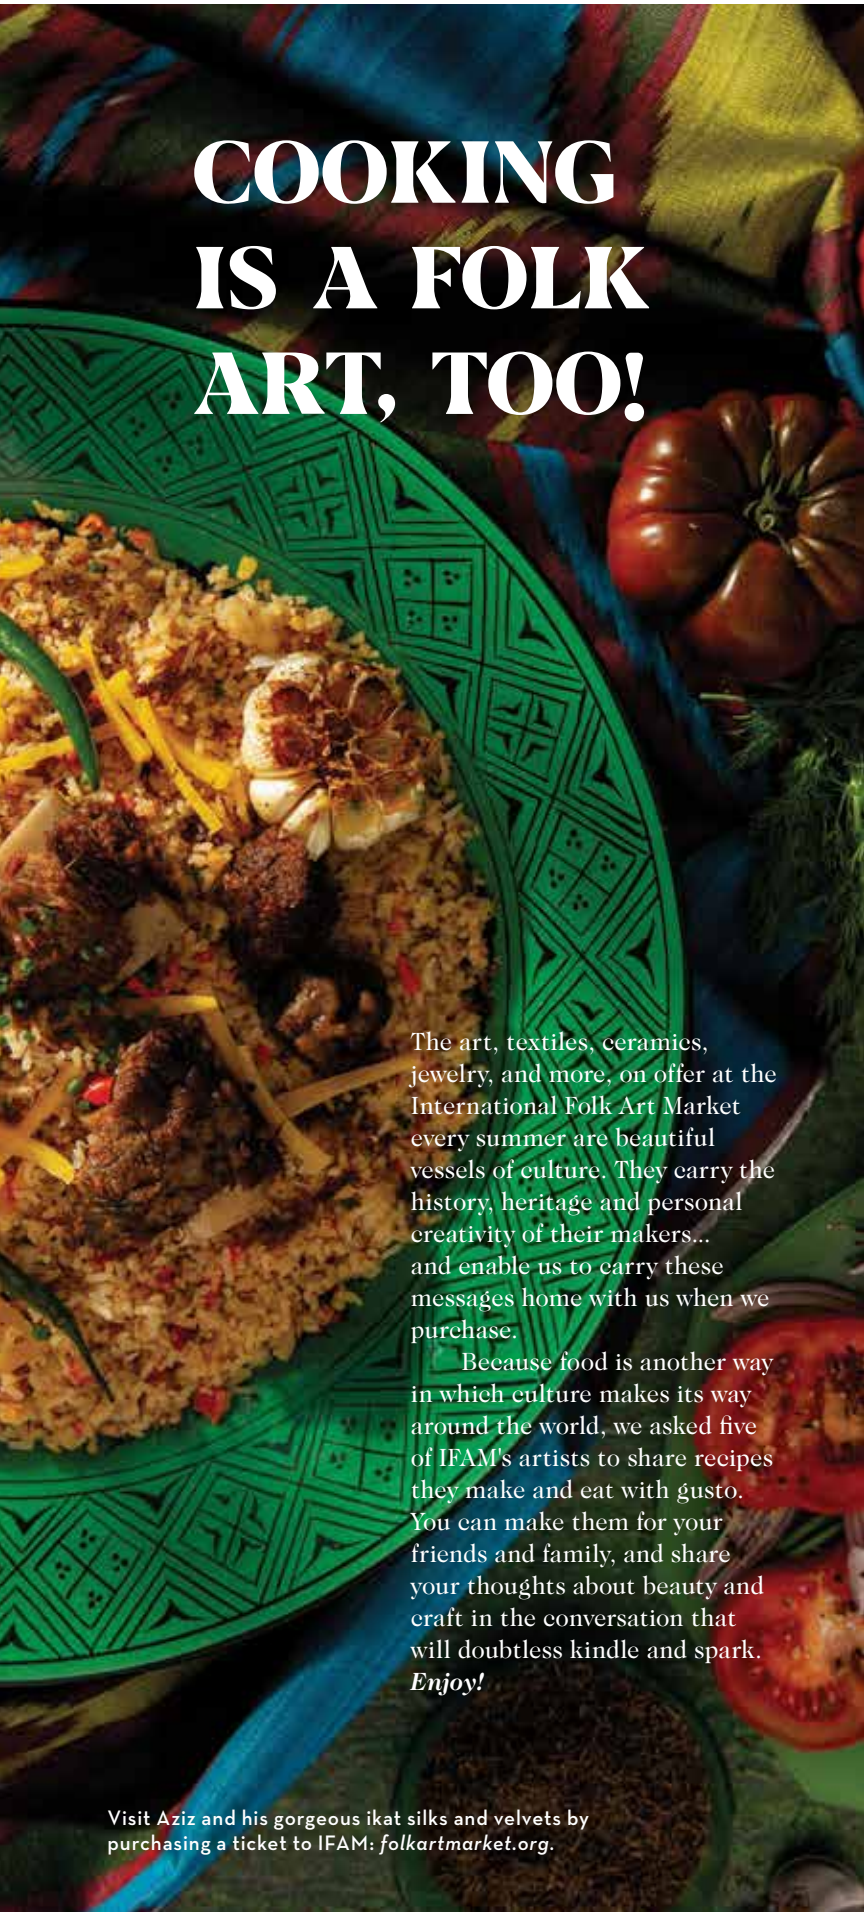 COOKING
IS A FOLK
ART, TOO!
The art, textiles, ceramics,
jewelry, and more, on offer at the
International Folk Art Market
every summer are beautiful
vessels of culture. They carry the
history, heritage and personal
creativity of their makers...
and enable us to carry these
messages home with us when we
purchase.
Because food is another way
in which culture makes its way
around the world, we asked five
of IFAM's artists to share recipes
they make and eat with gusto.
You can make them for your
friends and family, and share
your thoughts about beauty and
craft in the conversation that
will doubtless kindle and spark.
Enjoy!
Visit Aziz and his gorgeous ikat silks and velvets by
purchasing a ticket to IFAM: folkartmarket.org.